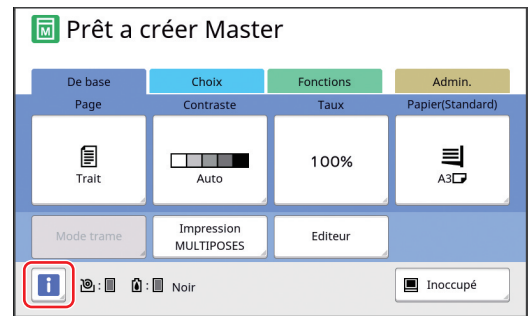 M Prêt a créer Master
De base Choix Fonctions Admin.
Page Contraste Taux Papier(Standard)
Trait Auto 100% A3
Mode trame Impression MULTIPOSES Editeur
i : : Noir Inoccupé